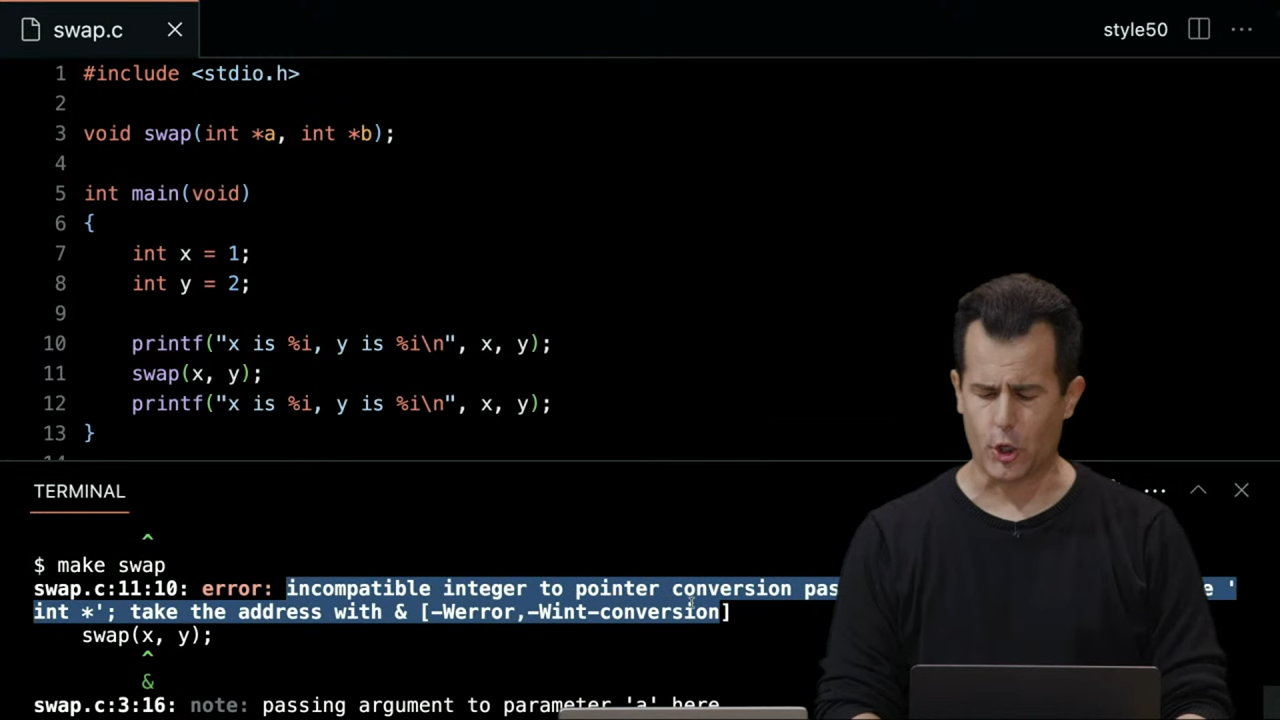 swap.c
style50
1 #include <stdio.h>
2
3 void swap(int *a, int *b);
4
5 int main(void)
6 {
7 int x = 1;
8 int y = 2;
9
10 printf("x is %i, y is %i\n", x, y);
11 swap(x, y);
12 printf("x is %i, y is %i\n", x, y);
13 }
TERMINAL
^
$ make swap
swap.c:11:10: error: incompatible integer to pointer conversion '
int *'; take the address with & [-Werror,-Wint-conversion]
swap(x, y);
^
&
swap.c:3:16: note: passing argument to parameter 'a' here